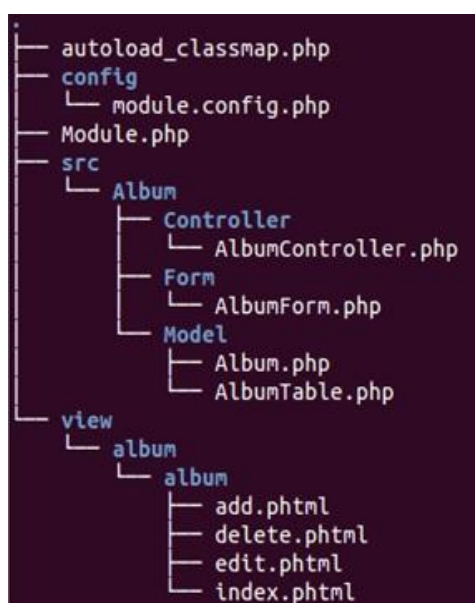 .
├── autoload_classmap.php
├── config
│   └── module.config.php
├── Module.php
├── src
│   └── Album
│       ├── Controller
│       │   └── AlbumController.php
│       ├── Form
│       │   └── AlbumForm.php
│       └── Model
│           ├── Album.php
│           └── AlbumTable.php
└── view
    └── album
        └── album
            ├── add.phtml
            ├── delete.phtml
            ├── edit.phtml
            └── index.phtml